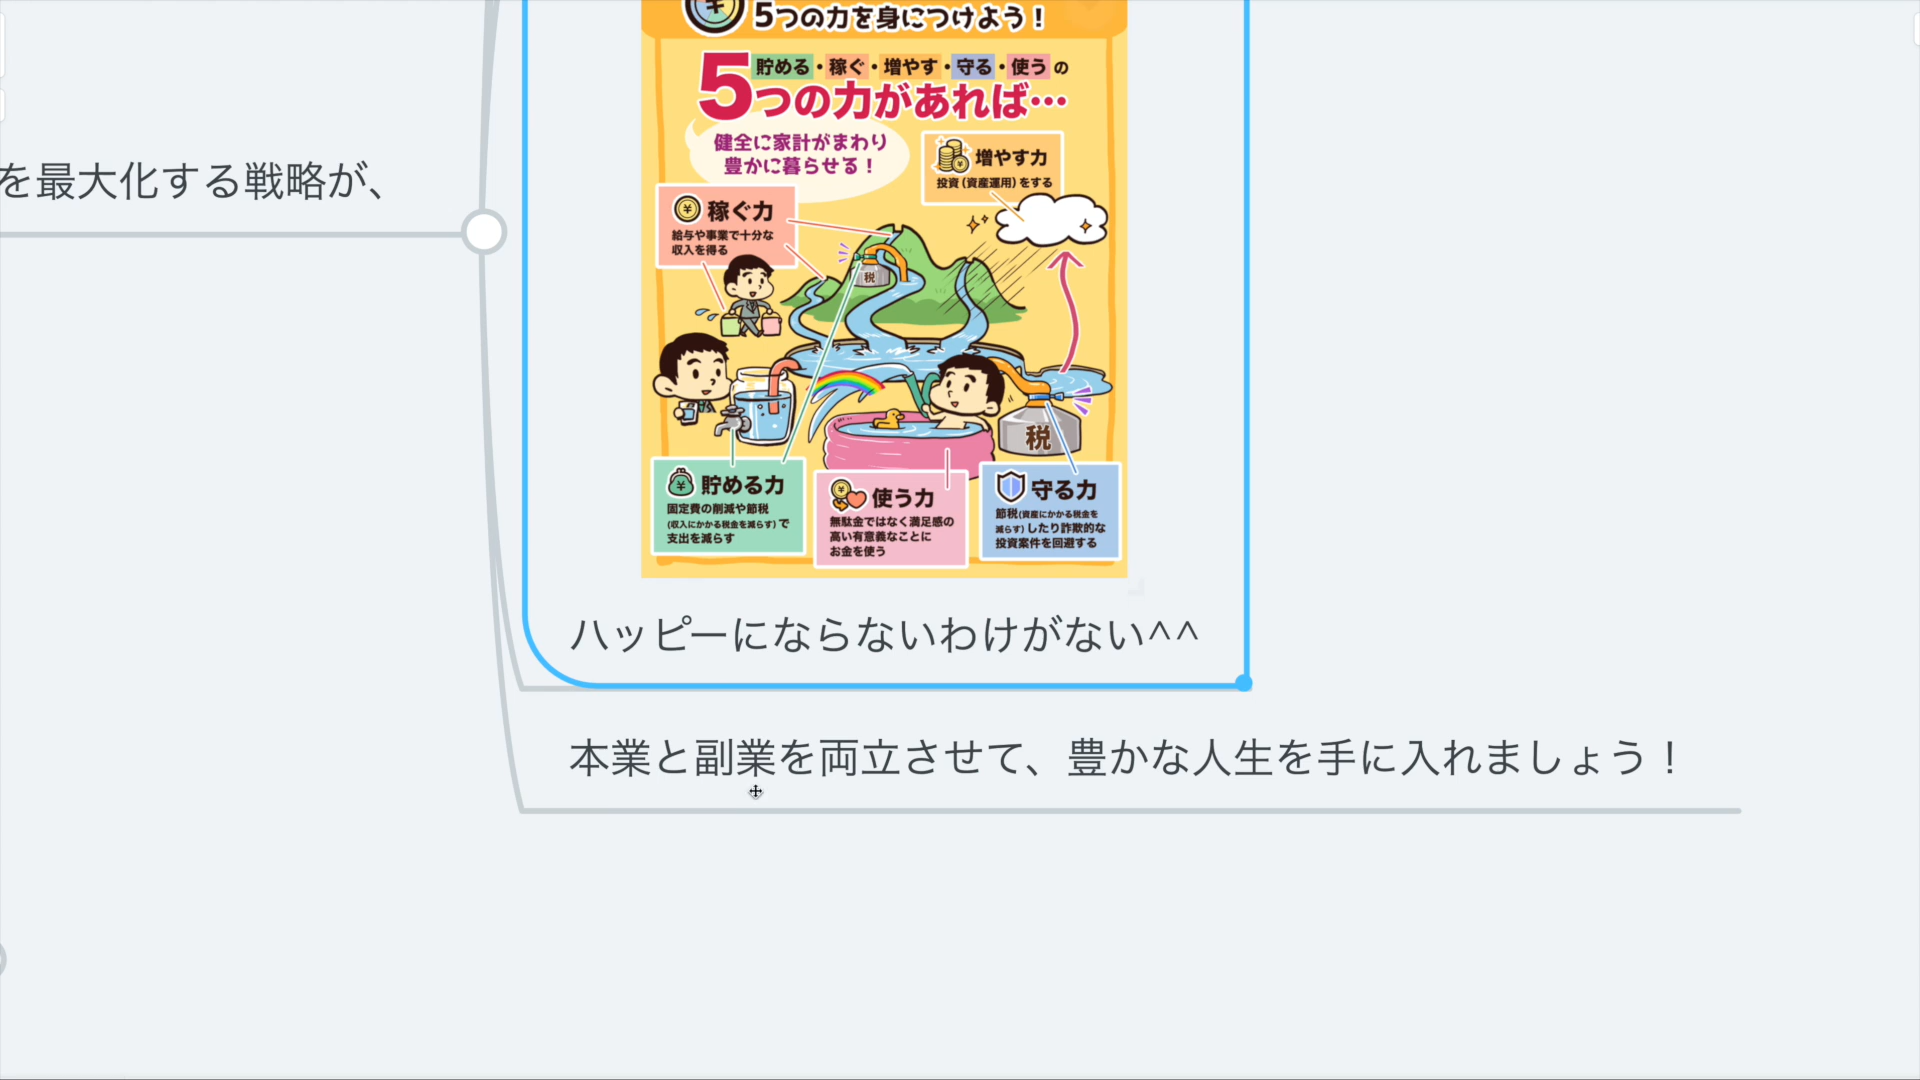 5つの力を身につけよう！
貯める・稼ぐ・増やす・守る・使うの
5つの力があれば…
健全に家計がまわり
豊かに暮らせる！
増やす力
投資(資産運用)をする
を最大化する戦略が、
稼ぐ力
給与や事業で十分な
収入を得る
税
税
貯める力
固定費の削減や節税
(収入にかかる税金を減らす)で
支出を減らす
使う力
無駄金ではなく満足感の
高い有意義なことに
お金を使う
守る力
節税(資産にかかる税金を
減らす)したり詐欺的な
投資案件を回避する
ハッピーにならないわけがない^^
本業と副業を両立させて、豊かな人生を手に入れましょう！